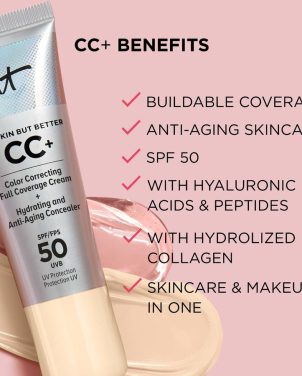 CC+ BENEFITS
BUILDABLE COVERA
ANTI-AGING SKINCA
SPF 50
WITH HYALURONIC
ACIDS & PEPTIDES
WITH HYDROLIZED
COLLAGEN
SKINCARE & MAKEU
IN ONE
KIN BUT BETTER
CC+
Color Correcting
Full Coverage Cream
+
Hydrating and
Anti-Aging Concealer
SPF/FPS
50
UVB
UV Protection
Protection UV